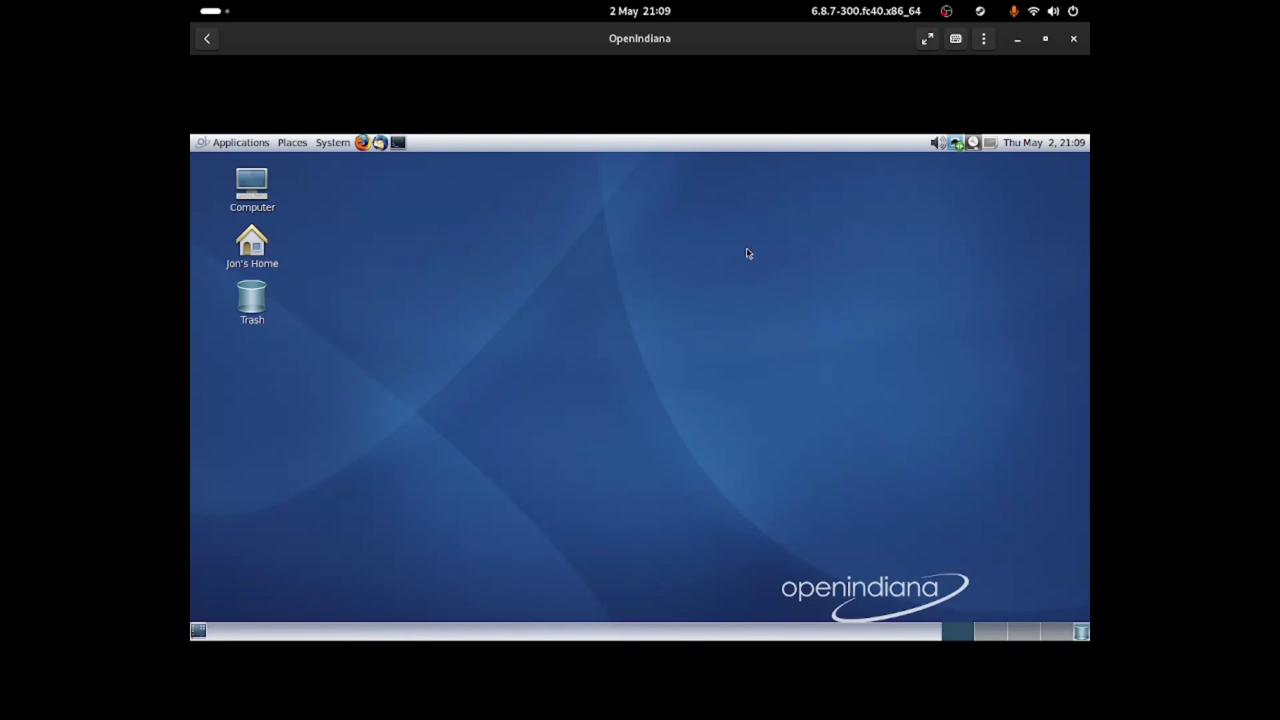 2 May 21:09 6.8.7-300.fc40.x86_64
OpenIndiana
Applications Places System Thu May 2, 21:09
Computer
Jon's Home
Trash
openindiana